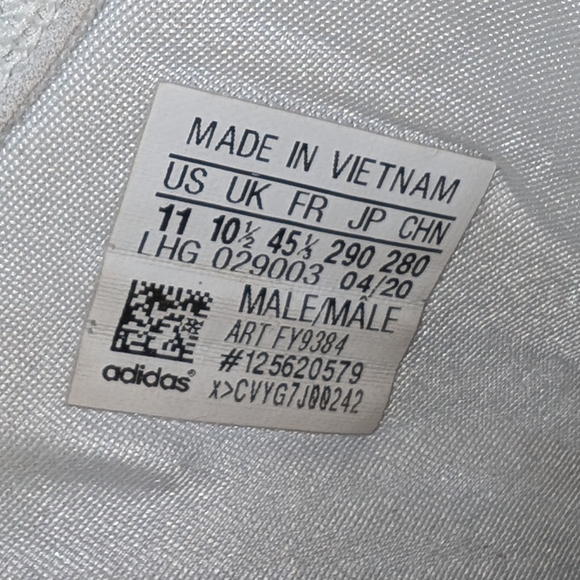 MADE IN VIETNAM
US UK FR JP CHN
11 10½ 45⅓ 290 280
LHG 029003 04/20
MALE/MÂLE
ART FY9384
#125620579
adidas®
x>CVYG7J00242